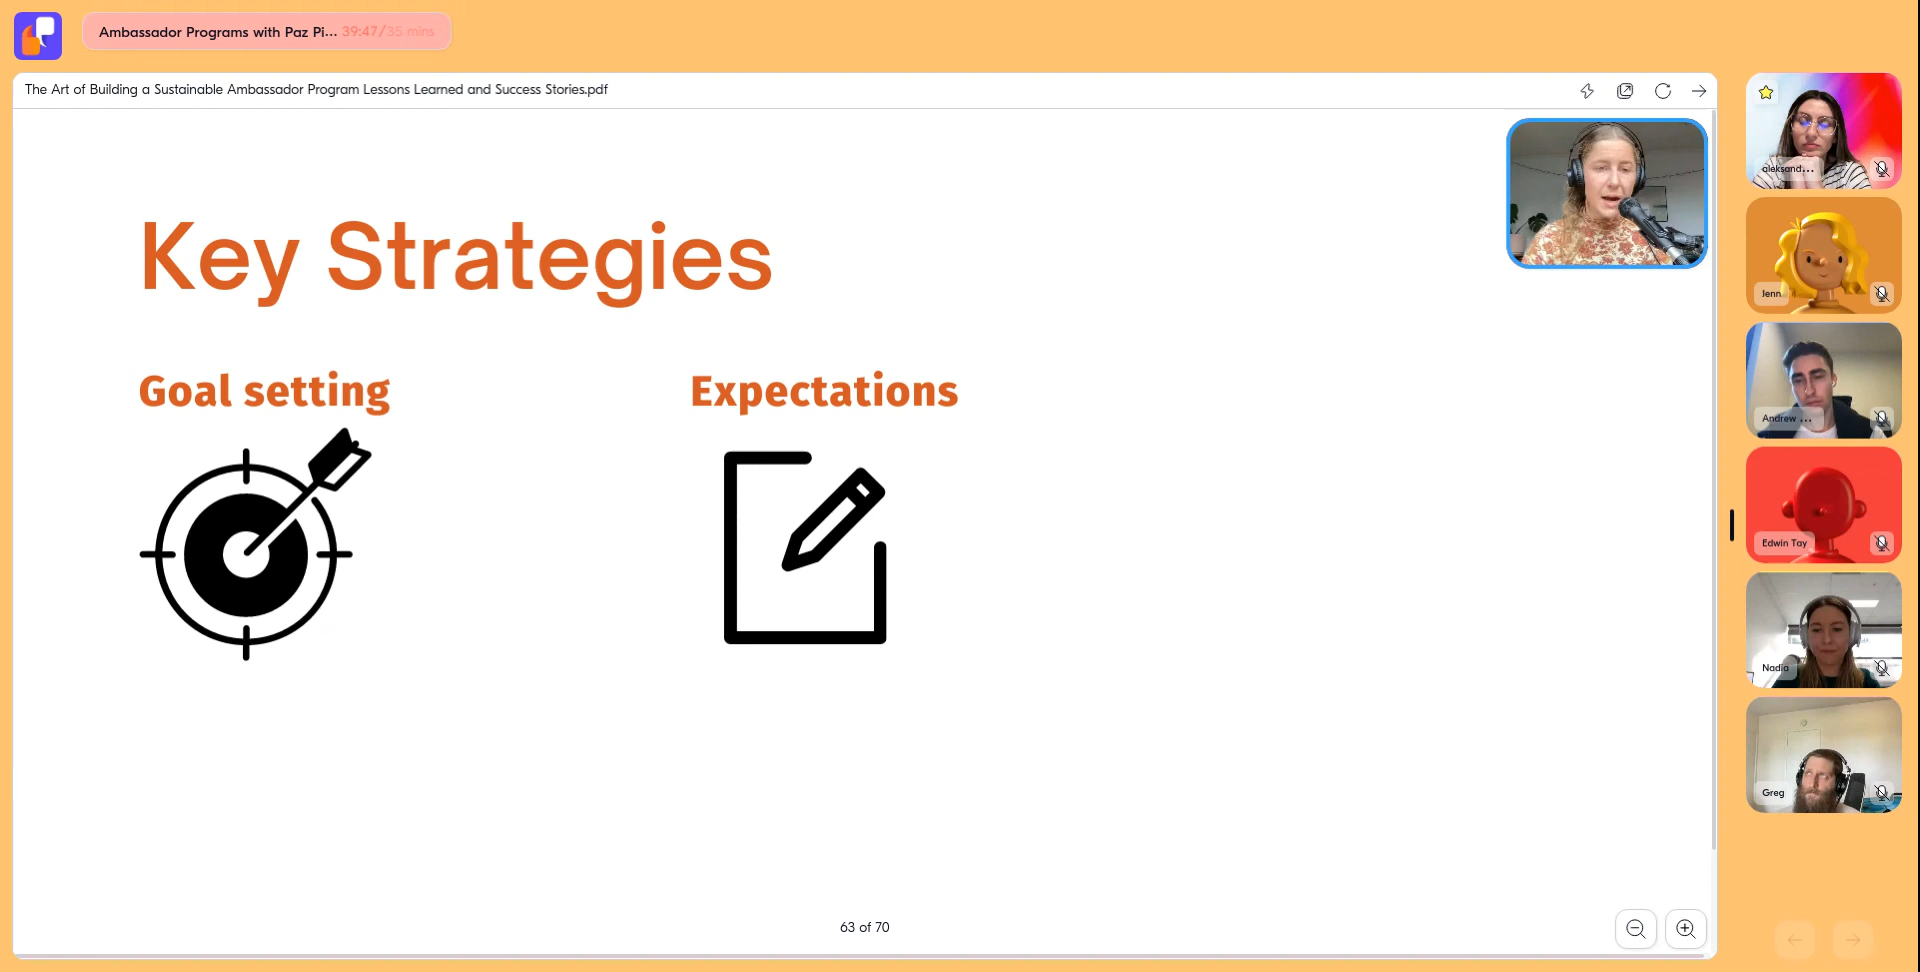 Ambassador Programs with Paz Pi... 39:47/35 mins
The Art of Building a Sustainable Ambassador Program Lessons Learned and Success Stories.pdf
Key Strategies
Goal setting
Expectations
63 of 70
aleksand...
Jenn
Andrew ...
Edwin Tay
Nadia
Greg